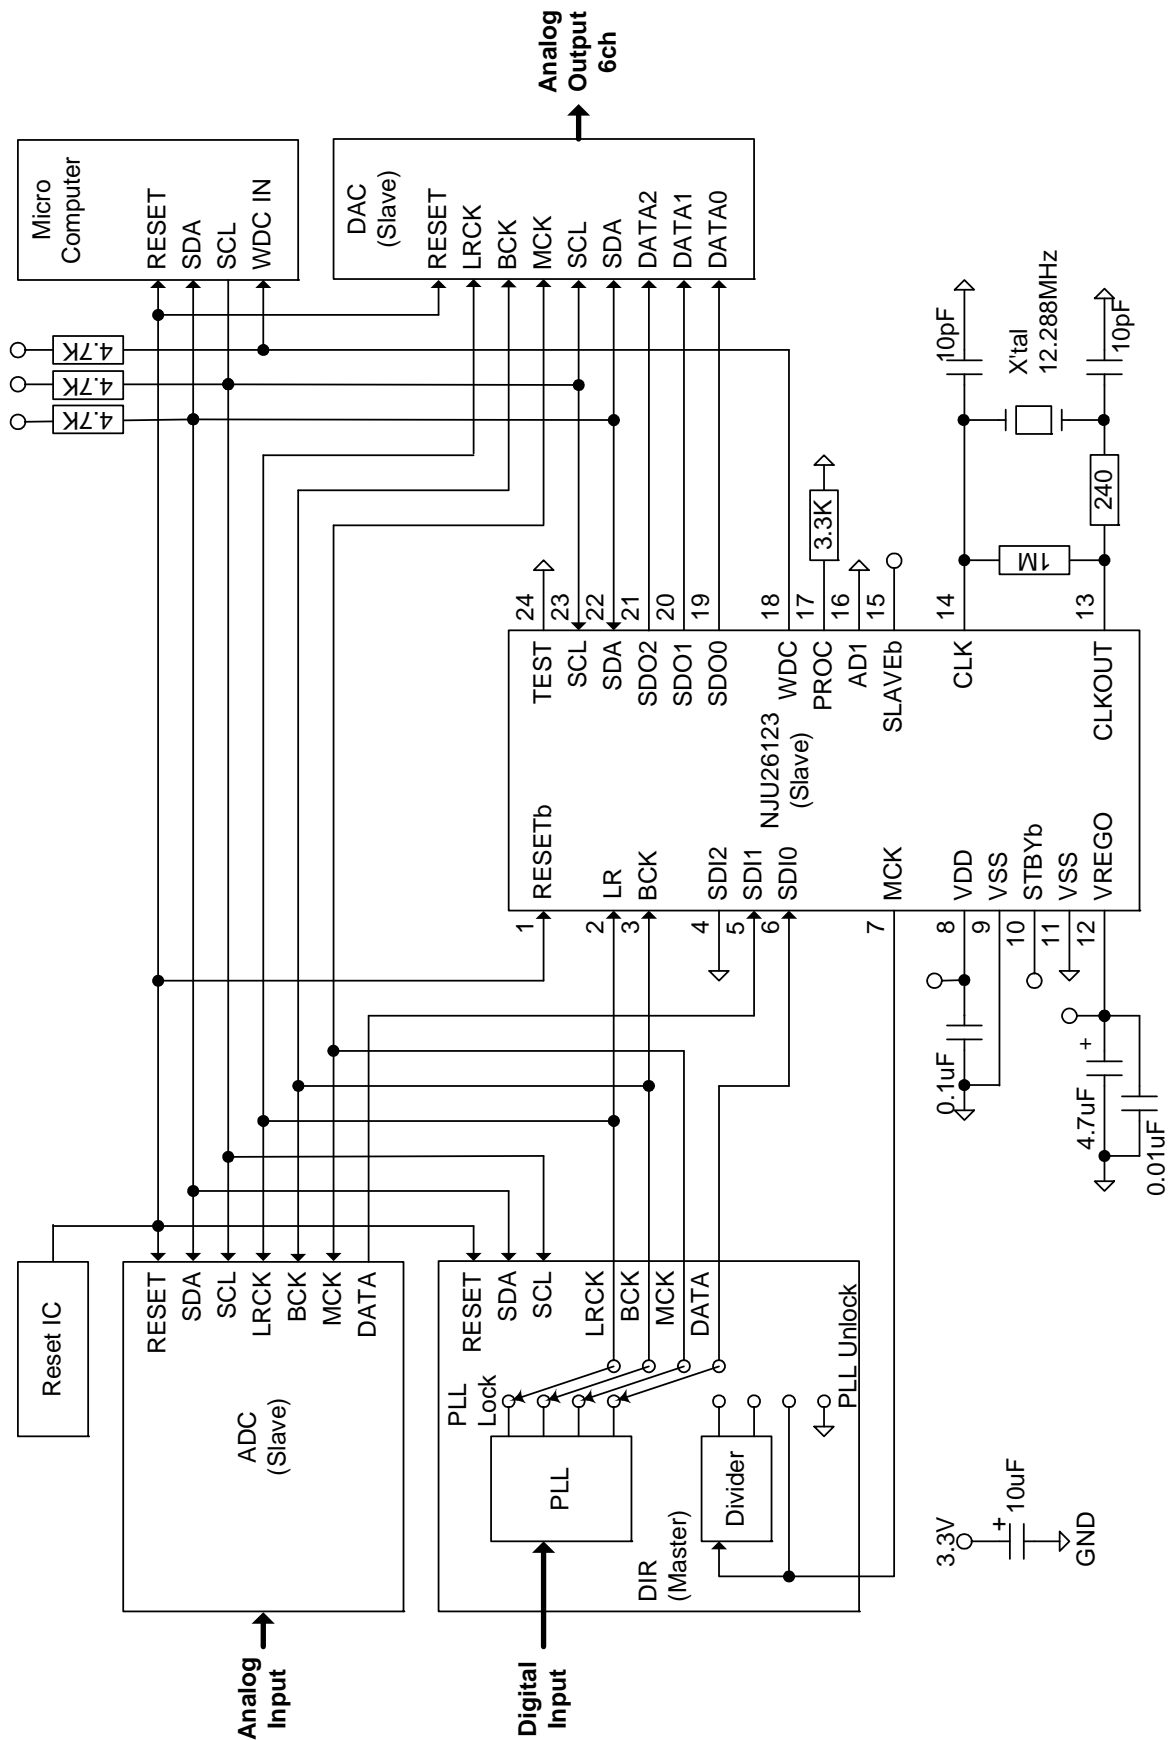 Analog
Input
Digital
Input
Reset IC
ADC
(Slave)
RESET
SDA
SCL
LRCK
BCK
MCK
DATA
DIR
(Master)
PLL
PLL
Lock
Divider
PLL Unlock
RESET
SDA
SCL
LRCK
BCK
MCK
DATA
NJU26123
(Slave)
1
RESETb
2
LR
3
BCK
4
SDI2
5
SDI1
6
SDI0
7
MCK
8
VDD
9
VSS
10
STBYb
11
VSS
12
VREGO
TEST
24
SCL
23
SDA
22
SDO2
21
SDO1
20
SDO0
19
WDC
18
PROC
17
AD1
16
SLAVEb
15
CLK
14
CLKOUT
13
0.1uF
4.7uF
+
0.01uF
3.3V
+
10uF
GND
3.3K
1M
240
10pF
X'tal
12.288MHz
10pF
4.7K
4.7K
4.7K
Micro
Computer
RESET
SDA
SCL
WDC IN
DAC
(Slave)
RESET
LRCK
BCK
MCK
SCL
SDA
DATA2
DATA1
DATA0
Analog
Output
6ch